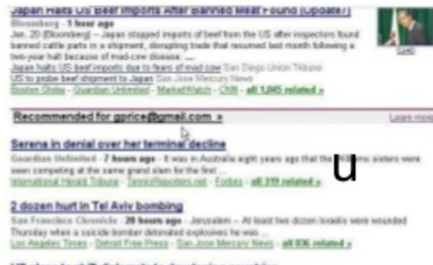 Japan Halts US Beef Imports After Banned Meat Found (Update7)
Bloomberg - 1 hour ago
Jan. 20 (Bloomberg) -- Japan stopped imports of beef from the US after inspectors found
banned cattle parts in a shipment, disrupting trade that resumed last month following a
two-year halt because of mad-cow disease. ...
Japan halts US beef imports due to fears of mad cow San Diego Union Tribune
US to probe beef shipment to Japan San Jose Mercury News
Boston Globe - Guardian Unlimited - MarketWatch - CNN - all 1,045 related »
Recommended for gprice@gmail.com »
Learn more
Serena in denial over her terminal decline
Guardian Unlimited - 7 hours ago - It was in Australia eight years ago that the sisters were
seen competing at the same grand slam for the first ...
International Herald Tribune - TennisReporters.net - Forbes - all 319 related »
u
2 dozen hurt in Tel Aviv bombing
San Francisco Chronicle - 20 hours ago - Jerusalem -- At least two dozen Israelis were wounded
Thursday when a suicide bomber detonated explosives he was ...
Los Angeles Times - Detroit Free Press - San Jose Mercury News - all 836 related »